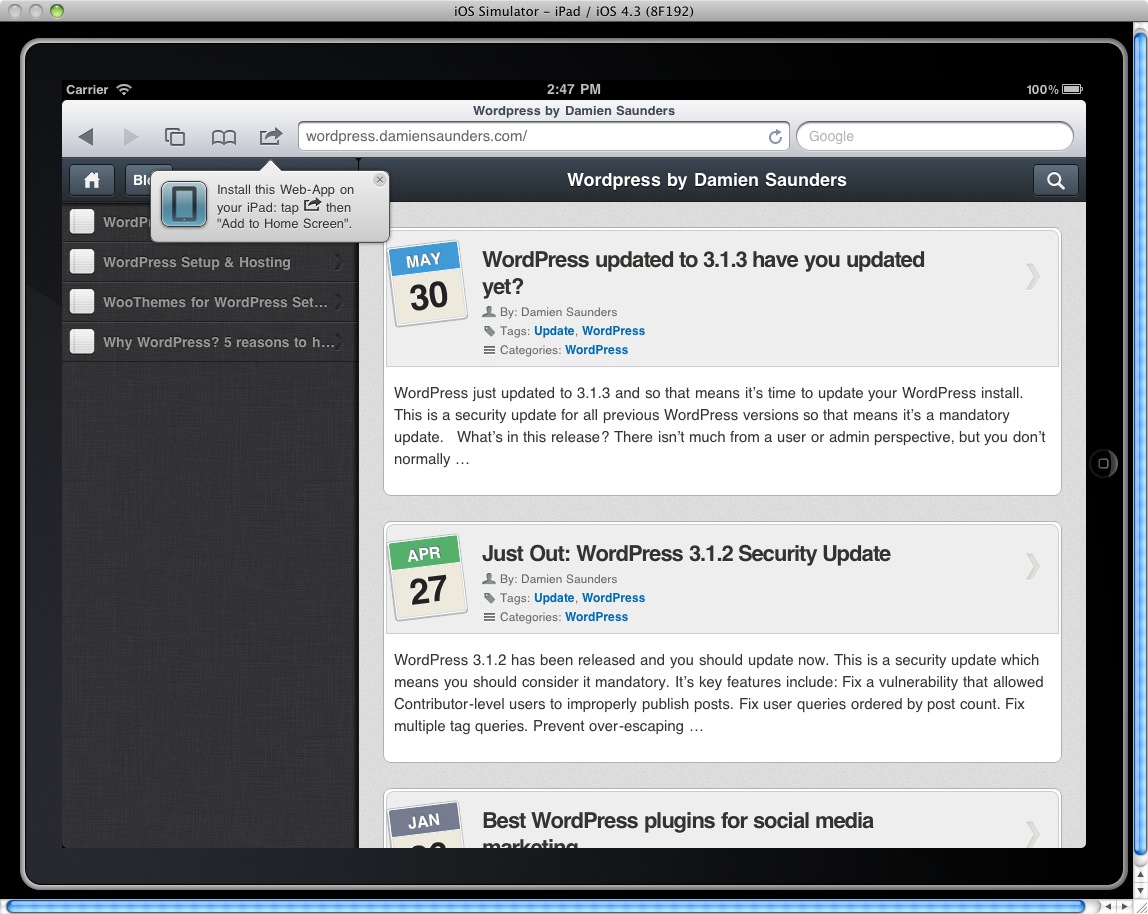 iOS Simulator – iPad / iOS 4.3 (8F192)
Carrier 2:47 PM 100%
Wordpress by Damien Saunders
wordpress.damiensaunders.com/ Google
Wordpress by Damien Saunders
Install this Web-App on
your iPad: tap then
"Add to Home Screen".
WordPress Setup & Hosting
WooThemes for WordPress Set...
Why WordPress? 5 reasons to h...
MAY
30
WordPress updated to 3.1.3 have you updated
yet?
By: Damien Saunders
Tags: Update, WordPress
Categories: WordPress
WordPress just updated to 3.1.3 and so that means it’s time to update your WordPress install.
This is a security update for all previous WordPress versions so that means it’s a mandatory
update. What’s in this release? There isn’t much from a user or admin perspective, but you don’t
normally …
APR
27
Just Out: WordPress 3.1.2 Security Update
By: Damien Saunders
Tags: Update, WordPress
Categories: WordPress
WordPress 3.1.2 has been released and you should update now. This is a security update which
means you should consider it mandatory. It’s key features include: Fix a vulnerability that allowed
Contributor-level users to improperly publish posts. Fix user queries ordered by post count. Fix
multiple tag queries. Prevent over-escaping …
JAN
Best WordPress plugins for social media
marketing